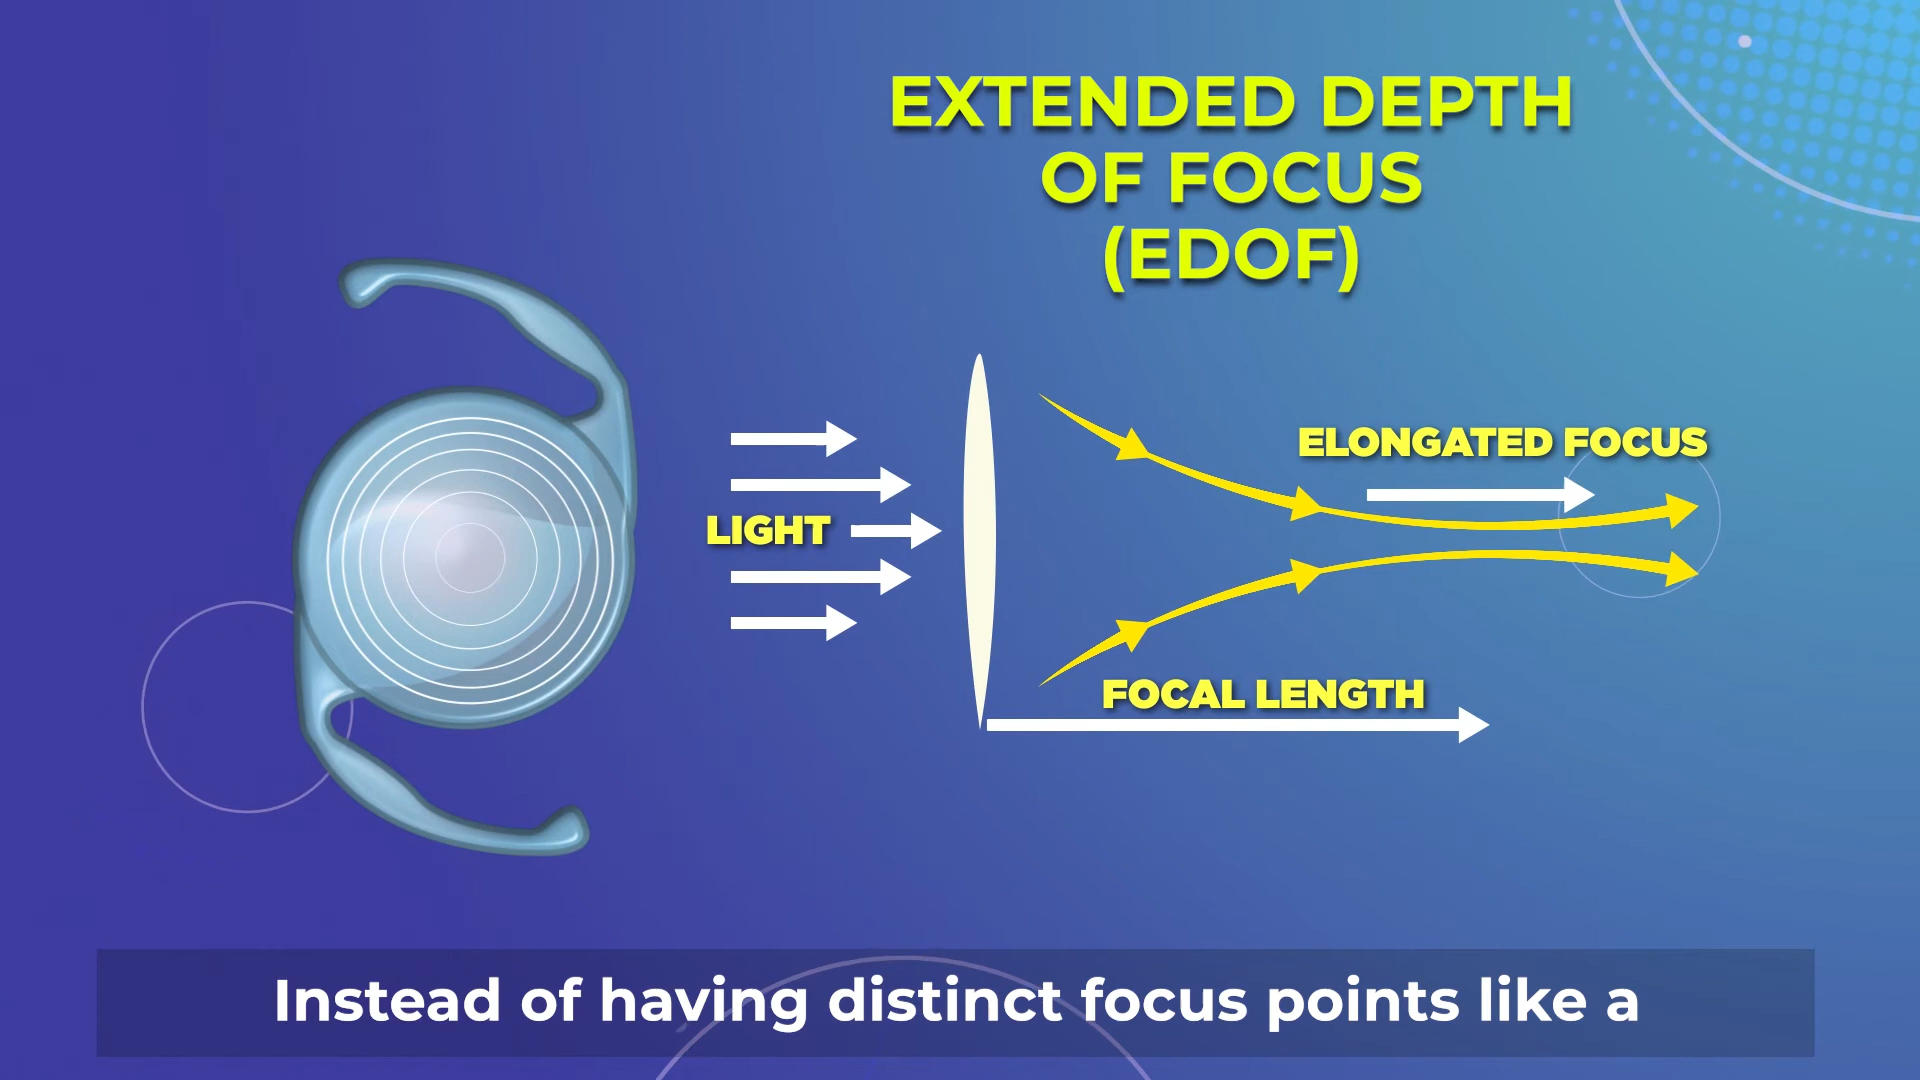 EXTENDED DEPTH
OF FOCUS
(EDOF)
ELONGATED FOCUS
LIGHT
FOCAL LENGTH
Instead of having distinct focus points like a